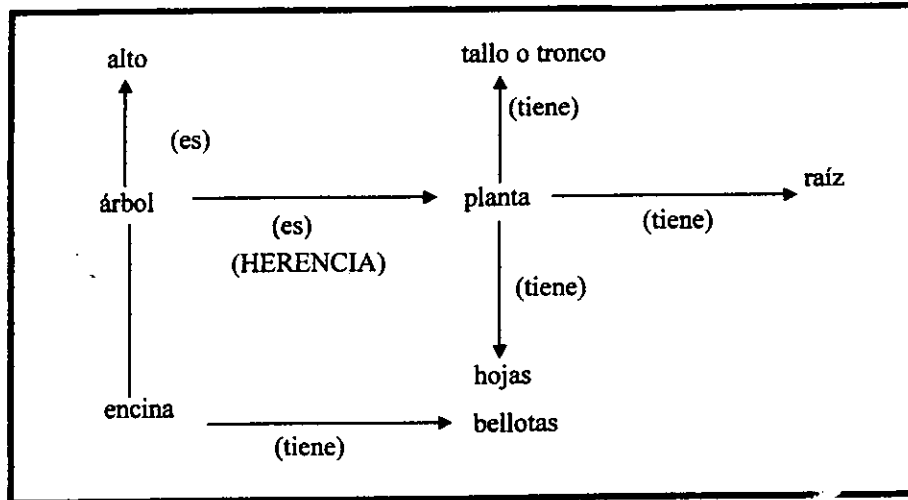 alto
tallo o tronco
(es)
(tiene)
árbol
planta
raíz
(es)
(tiene)
(HERENCIA)
(tiene)
hojas
encina
bellotas
(tiene)